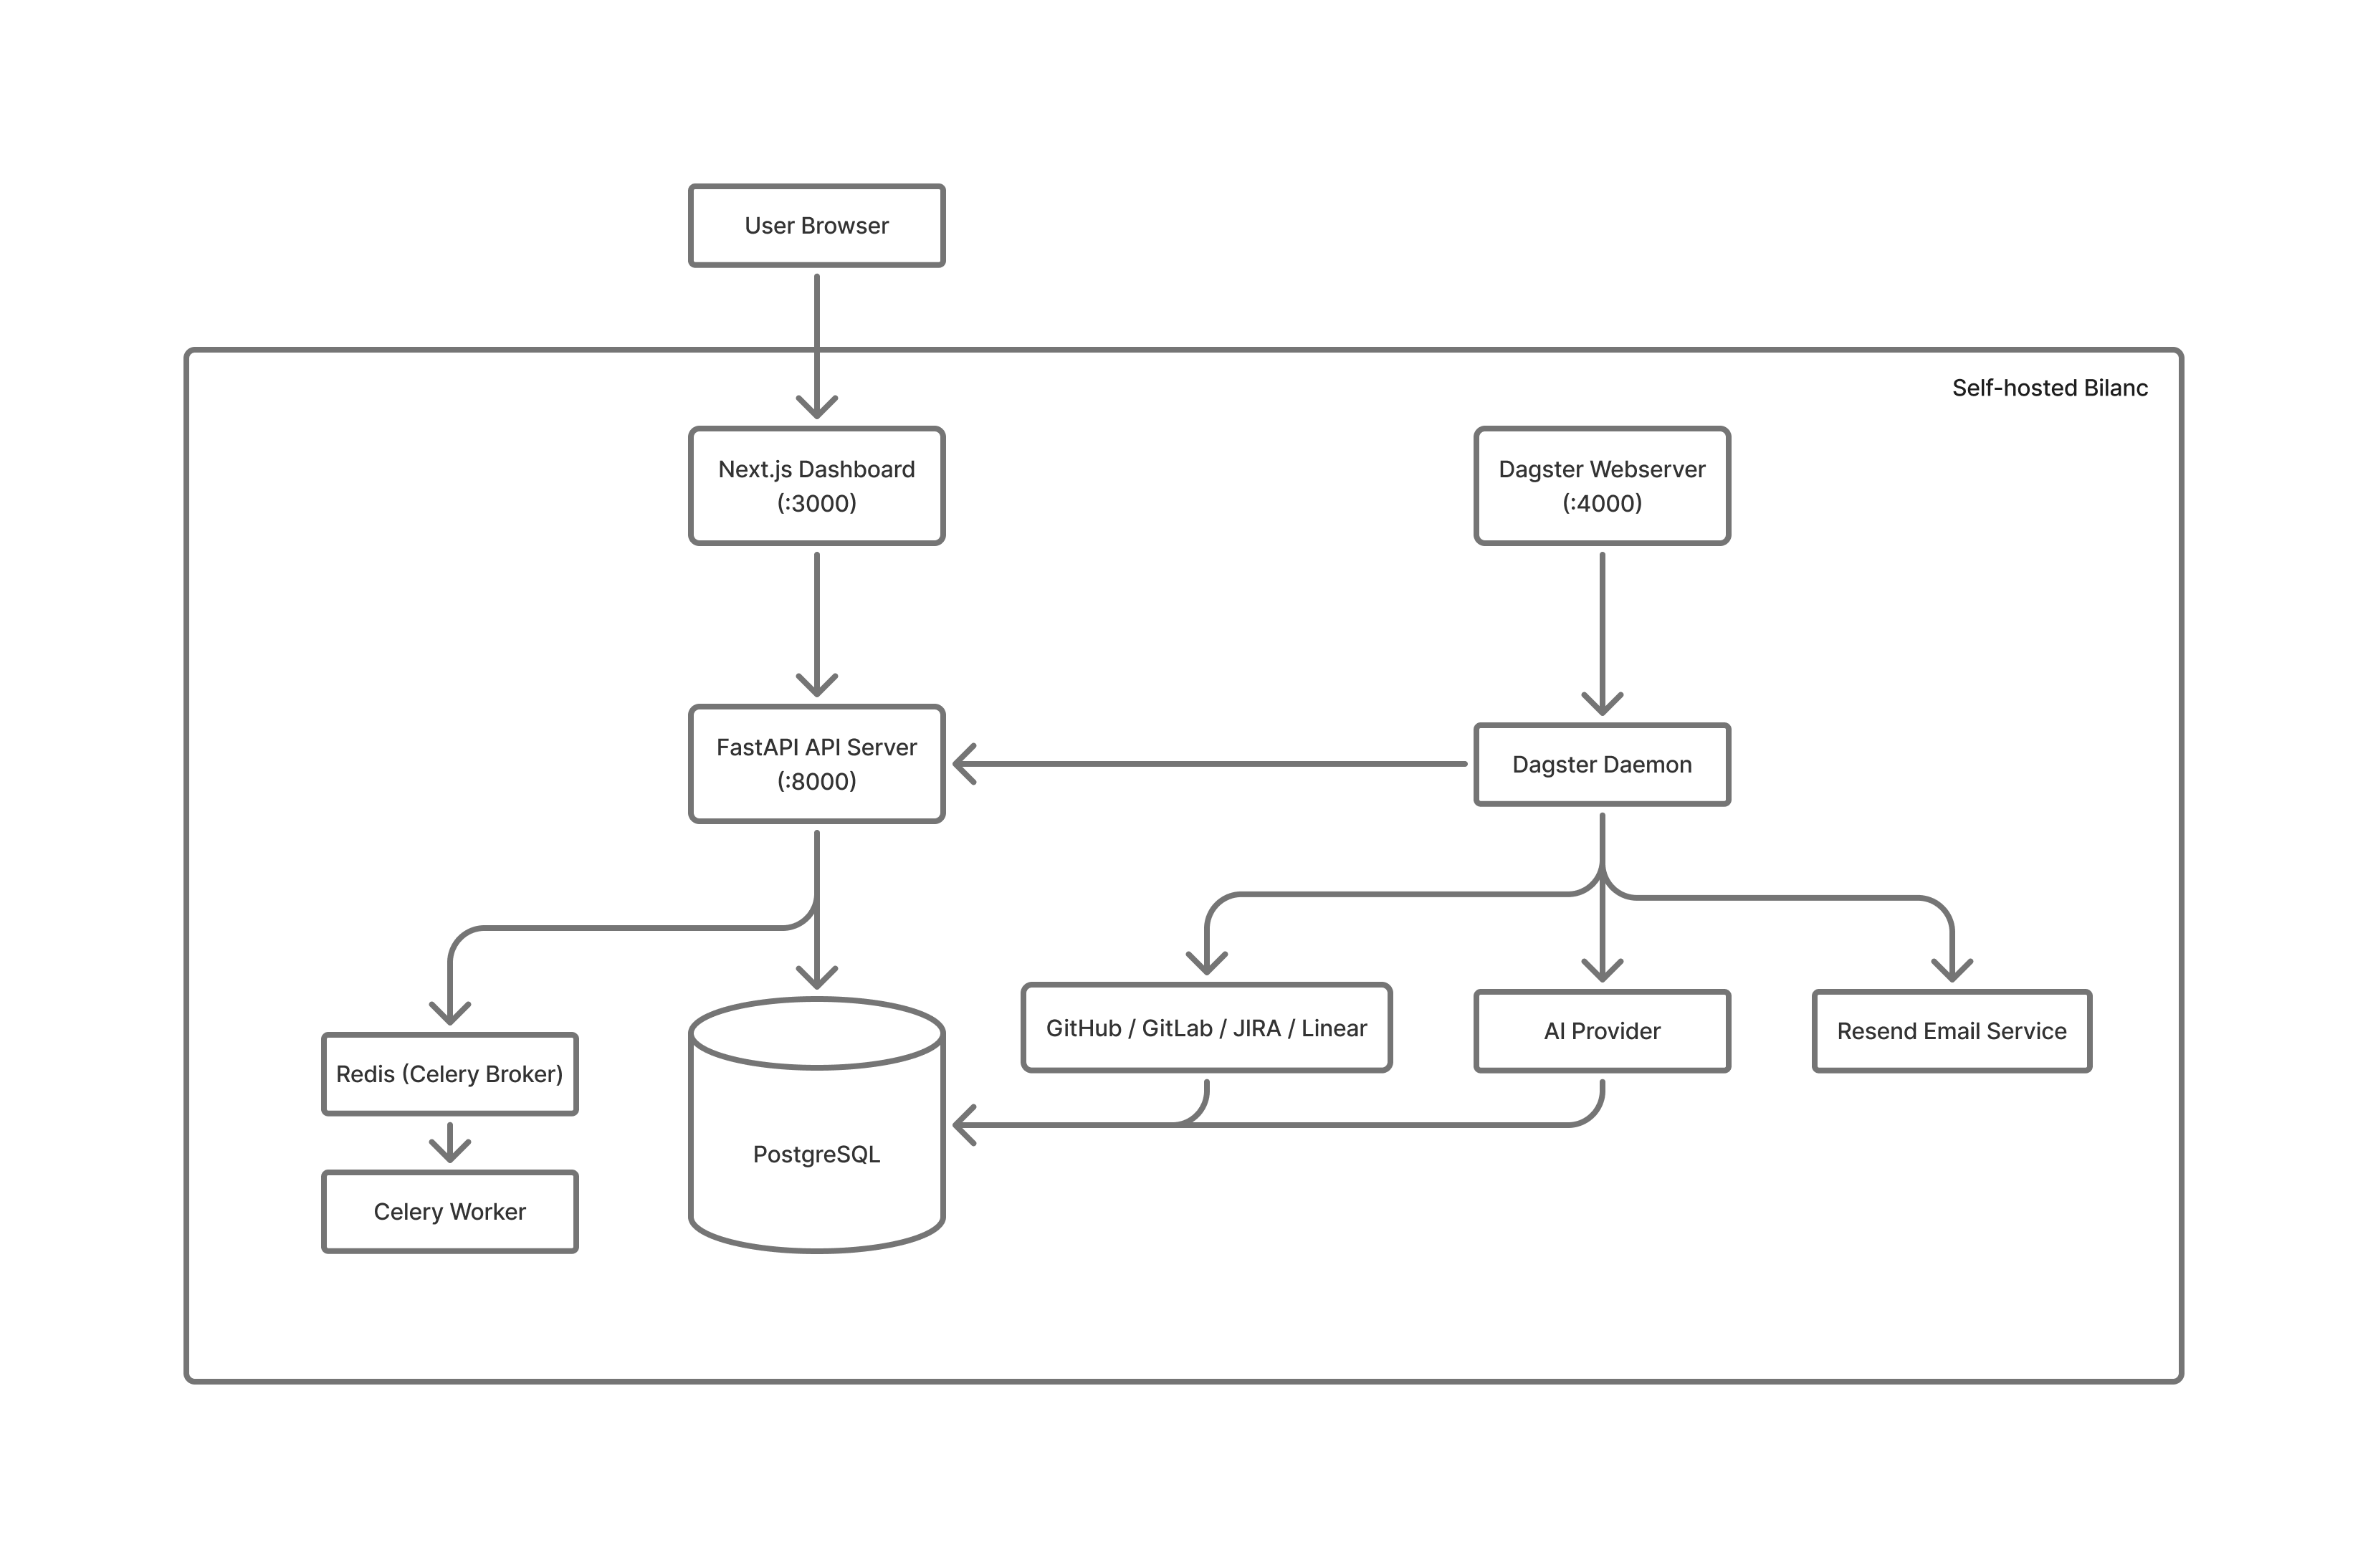 User Browser
Self-hosted Bilanc
Next.js Dashboard
(:3000)
Dagster Webserver
(:4000)
FastAPI API Server
(:8000)
Dagster Daemon
GitHub / GitLab / JIRA / Linear
AI Provider
Resend Email Service
Redis (Celery Broker)
PostgreSQL
Celery Worker